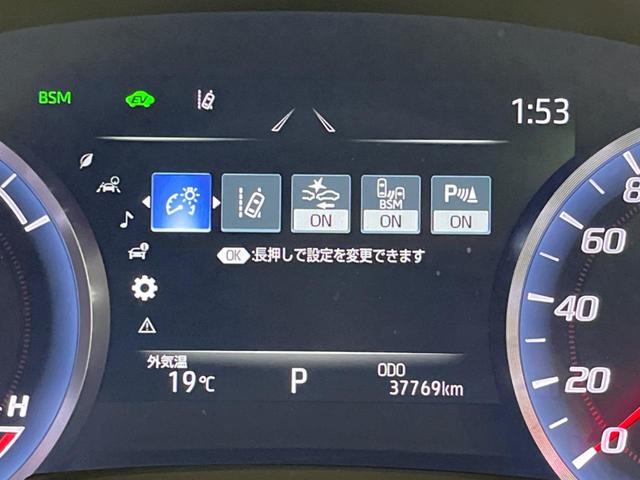 BSM
EV
1:53
BSM
P
ON
ON
ON
OK :長押しで設定を変更できます
外気温
19℃
P
ODO
37769km
H
80
60
40
20
0